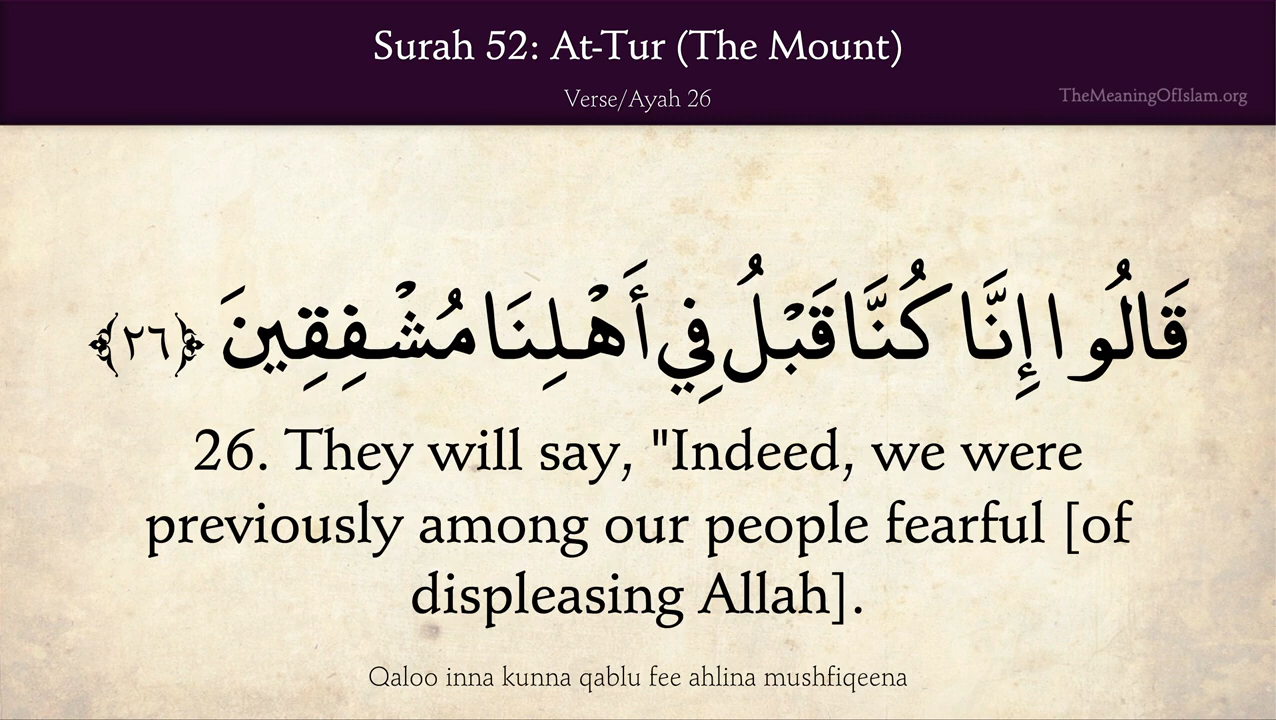 Surah 52: At-Tur (The Mount)
Verse/Ayah 26
TheMeaningOfIslam.org
قَالُوا إِنَّا كُنَّا قَبْلُ فِي أَهْلِنَا مُشْفِقِينَ ﴿٢٦﴾
26. They will say, "Indeed, we were
previously among our people fearful [of
displeasing Allah].
Qaloo inna kunna qablu fee ahlina mushfiqeena